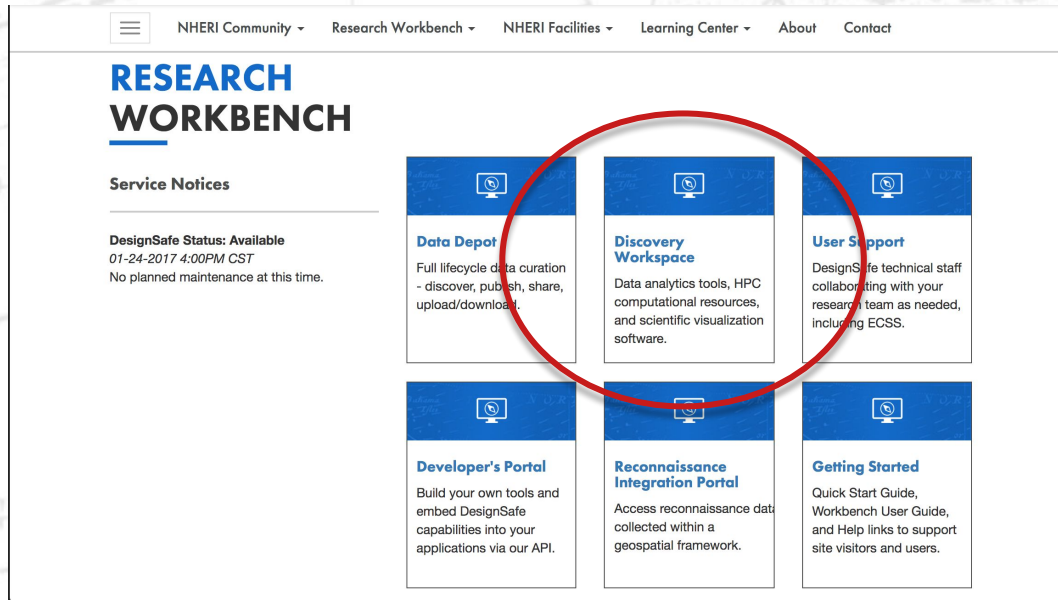 NHERI Community Research Workbench NHERI Facilities Learning Center About Contact
RESEARCH
WORKBENCH
Service Notices
DesignSafe Status: Available
01-24-2017 4:00PM CST
No planned maintenance at this time.
Data Depot
Full lifecycle data curation
- discover, publish, share,
upload/download.
Discovery
Workspace
Data analytics tools, HPC
computational resources,
and scientific visualization
software.
User Support
DesignSafe technical staff
collaborating with your
research team as needed,
including ECSS.
Developer's Portal
Build your own tools and
embed DesignSafe
capabilities into your
applications via our API.
Reconnaissance
Integration Portal
Access reconnaissance data
collected within a
geospatial framework.
Getting Started
Quick Start Guide,
Workbench User Guide,
and Help links to support
site visitors and users.